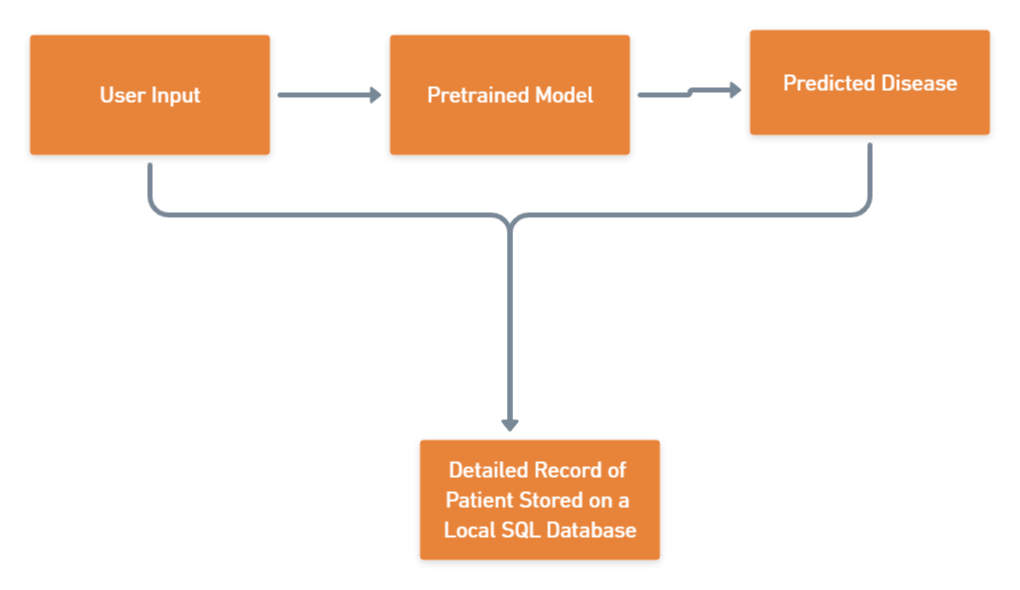 User Input
Pretrained Model
Predicted Disease
Detailed Record of
Patient Stored on a
Local SQL Database